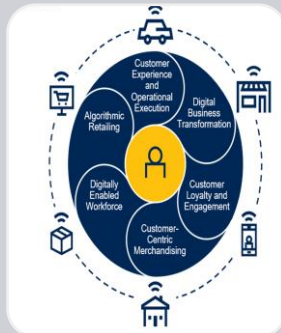 Customer
Experience
and
Operational
Execution
Digital
Business
Transformation
Customer
Loyalty and
Engagement
Customer-
Centric
Merchandising
Digitally
Enabled
Workforce
Algorithmic
Retailing